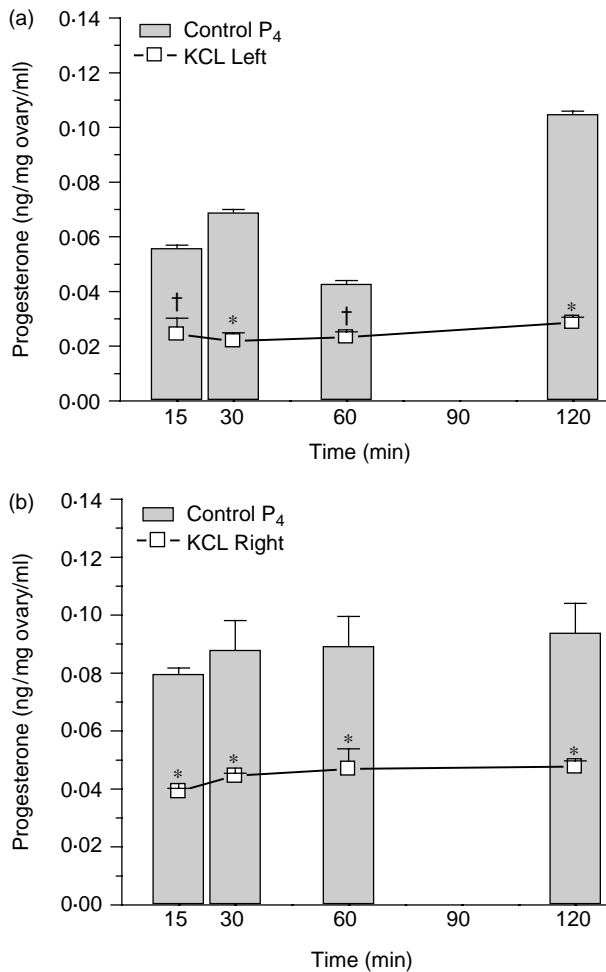 (a)
Control P4
KCL Left
Progesterone (ng/mg ovary/ml)
0·14
0·12
0·10
0·08
0·06
0·04
0·02
0·00
†
*
†
*
15 30 60 90 120
Time (min)
(b)
Control P4
KCL Right
Progesterone (ng/mg ovary/ml)
0·14
0·12
0·10
0·08
0·06
0·04
0·02
0·00
*
*
*
*
15 30 60 90 120
Time (min)